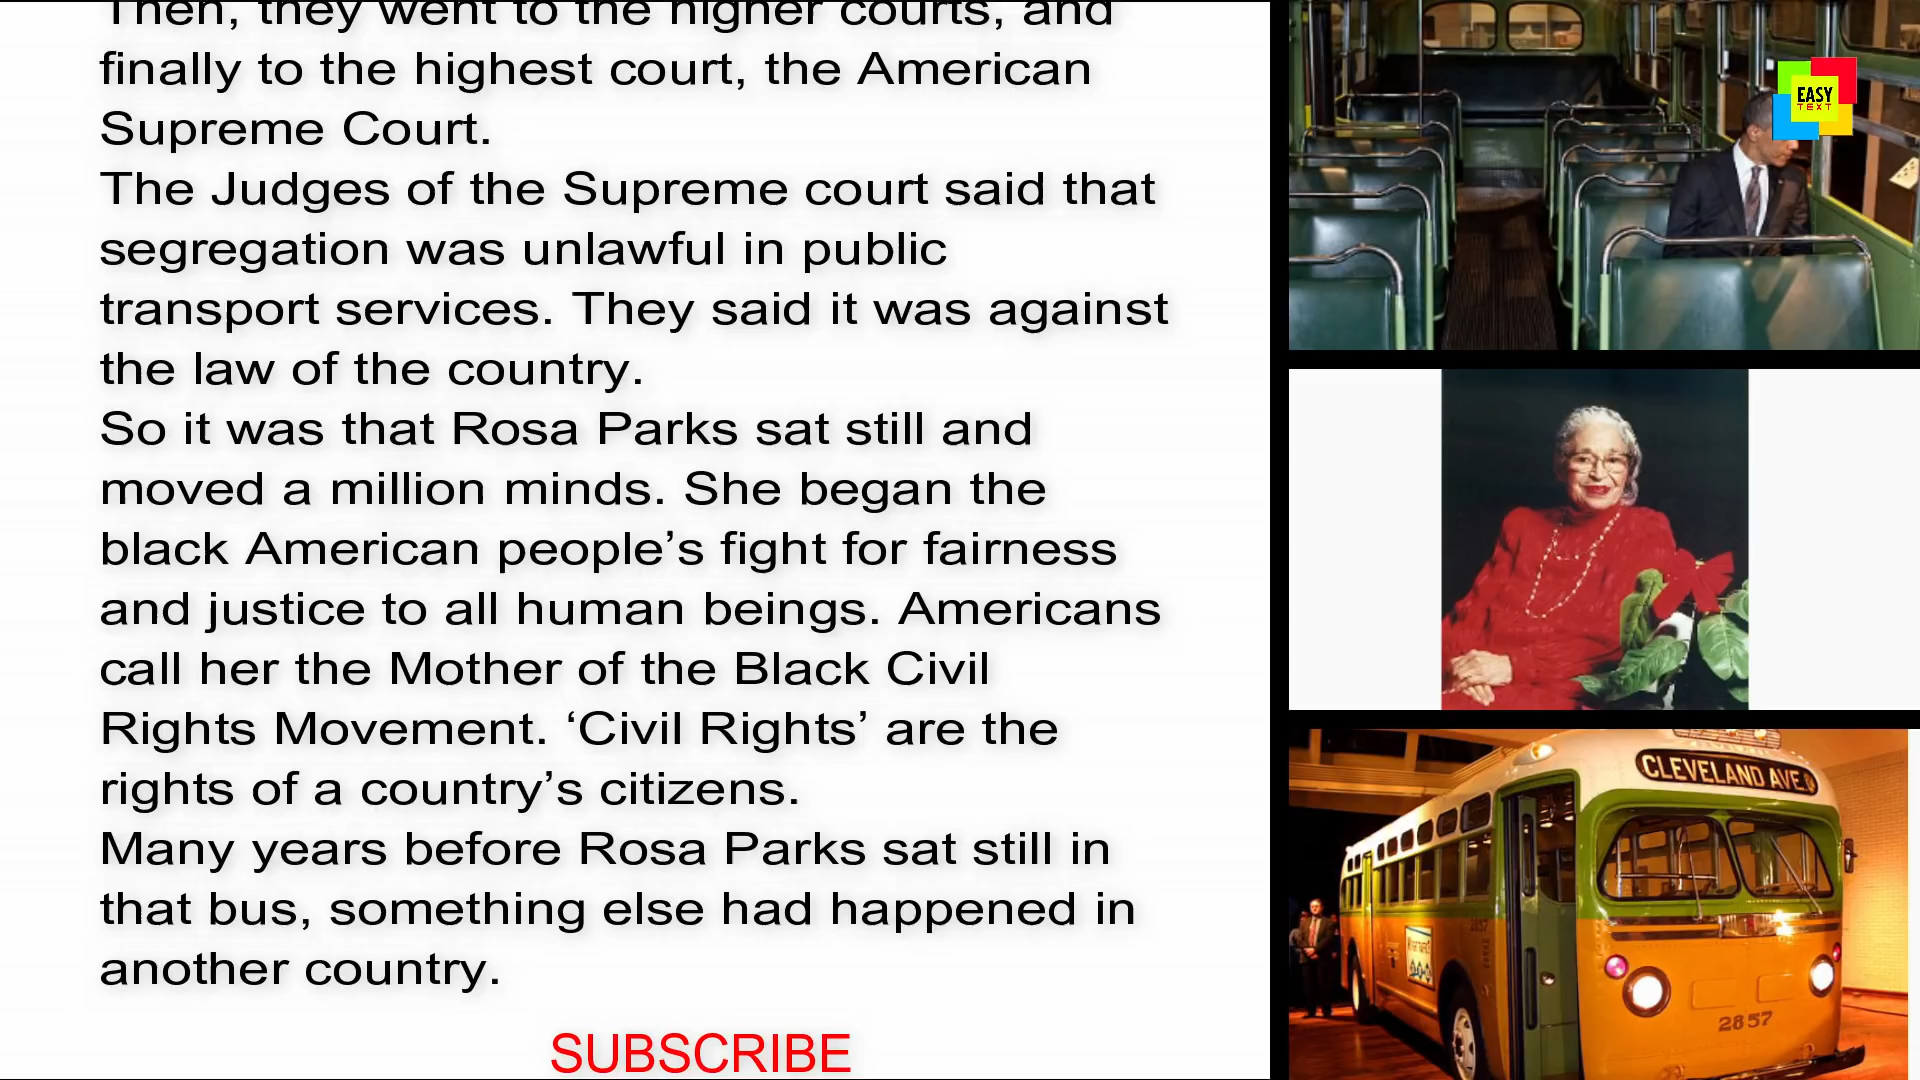 Then, they went to the higher courts, and
finally to the highest court, the American
Supreme Court.
The Judges of the Supreme court said that
segregation was unlawful in public
transport services. They said it was against
the law of the country.
So it was that Rosa Parks sat still and
moved a million minds. She began the
black American people’s fight for fairness
and justice to all human beings. Americans
call her the Mother of the Black Civil
Rights Movement. ‘Civil Rights’ are the
rights of a country’s citizens.
Many years before Rosa Parks sat still in
that bus, something else had happened in
another country.
SUBSCRIBE
EASY
TEXT
CLEVELAND AVE.
2857